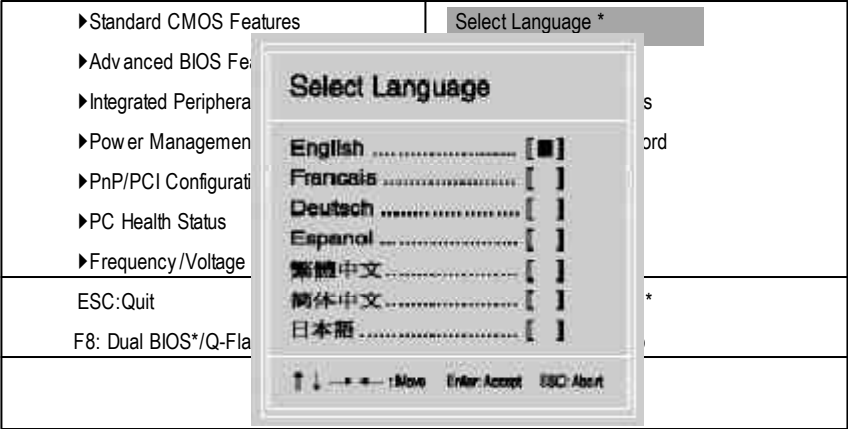 Standard CMOS Features
Select Language *
Advanced BIOS Fea
Integrated Periphera
s
Power Managemen
ord
PnP/PCI Configurati
PC Health Status
Frequency/Voltage
ESC:Quit
*
F8: Dual BIOS*/Q-Fla
Select Language
English ........................ [■]
Francais ...................... [ ]
Deutsch ...................... [ ]
Espanol ...................... [ ]
繁體中文 ...................... [ ]
简体中文 ...................... [ ]
日本語 ........................ [ ]
↑ ↓ → ← :Move Enter:Accept ESC:Abort